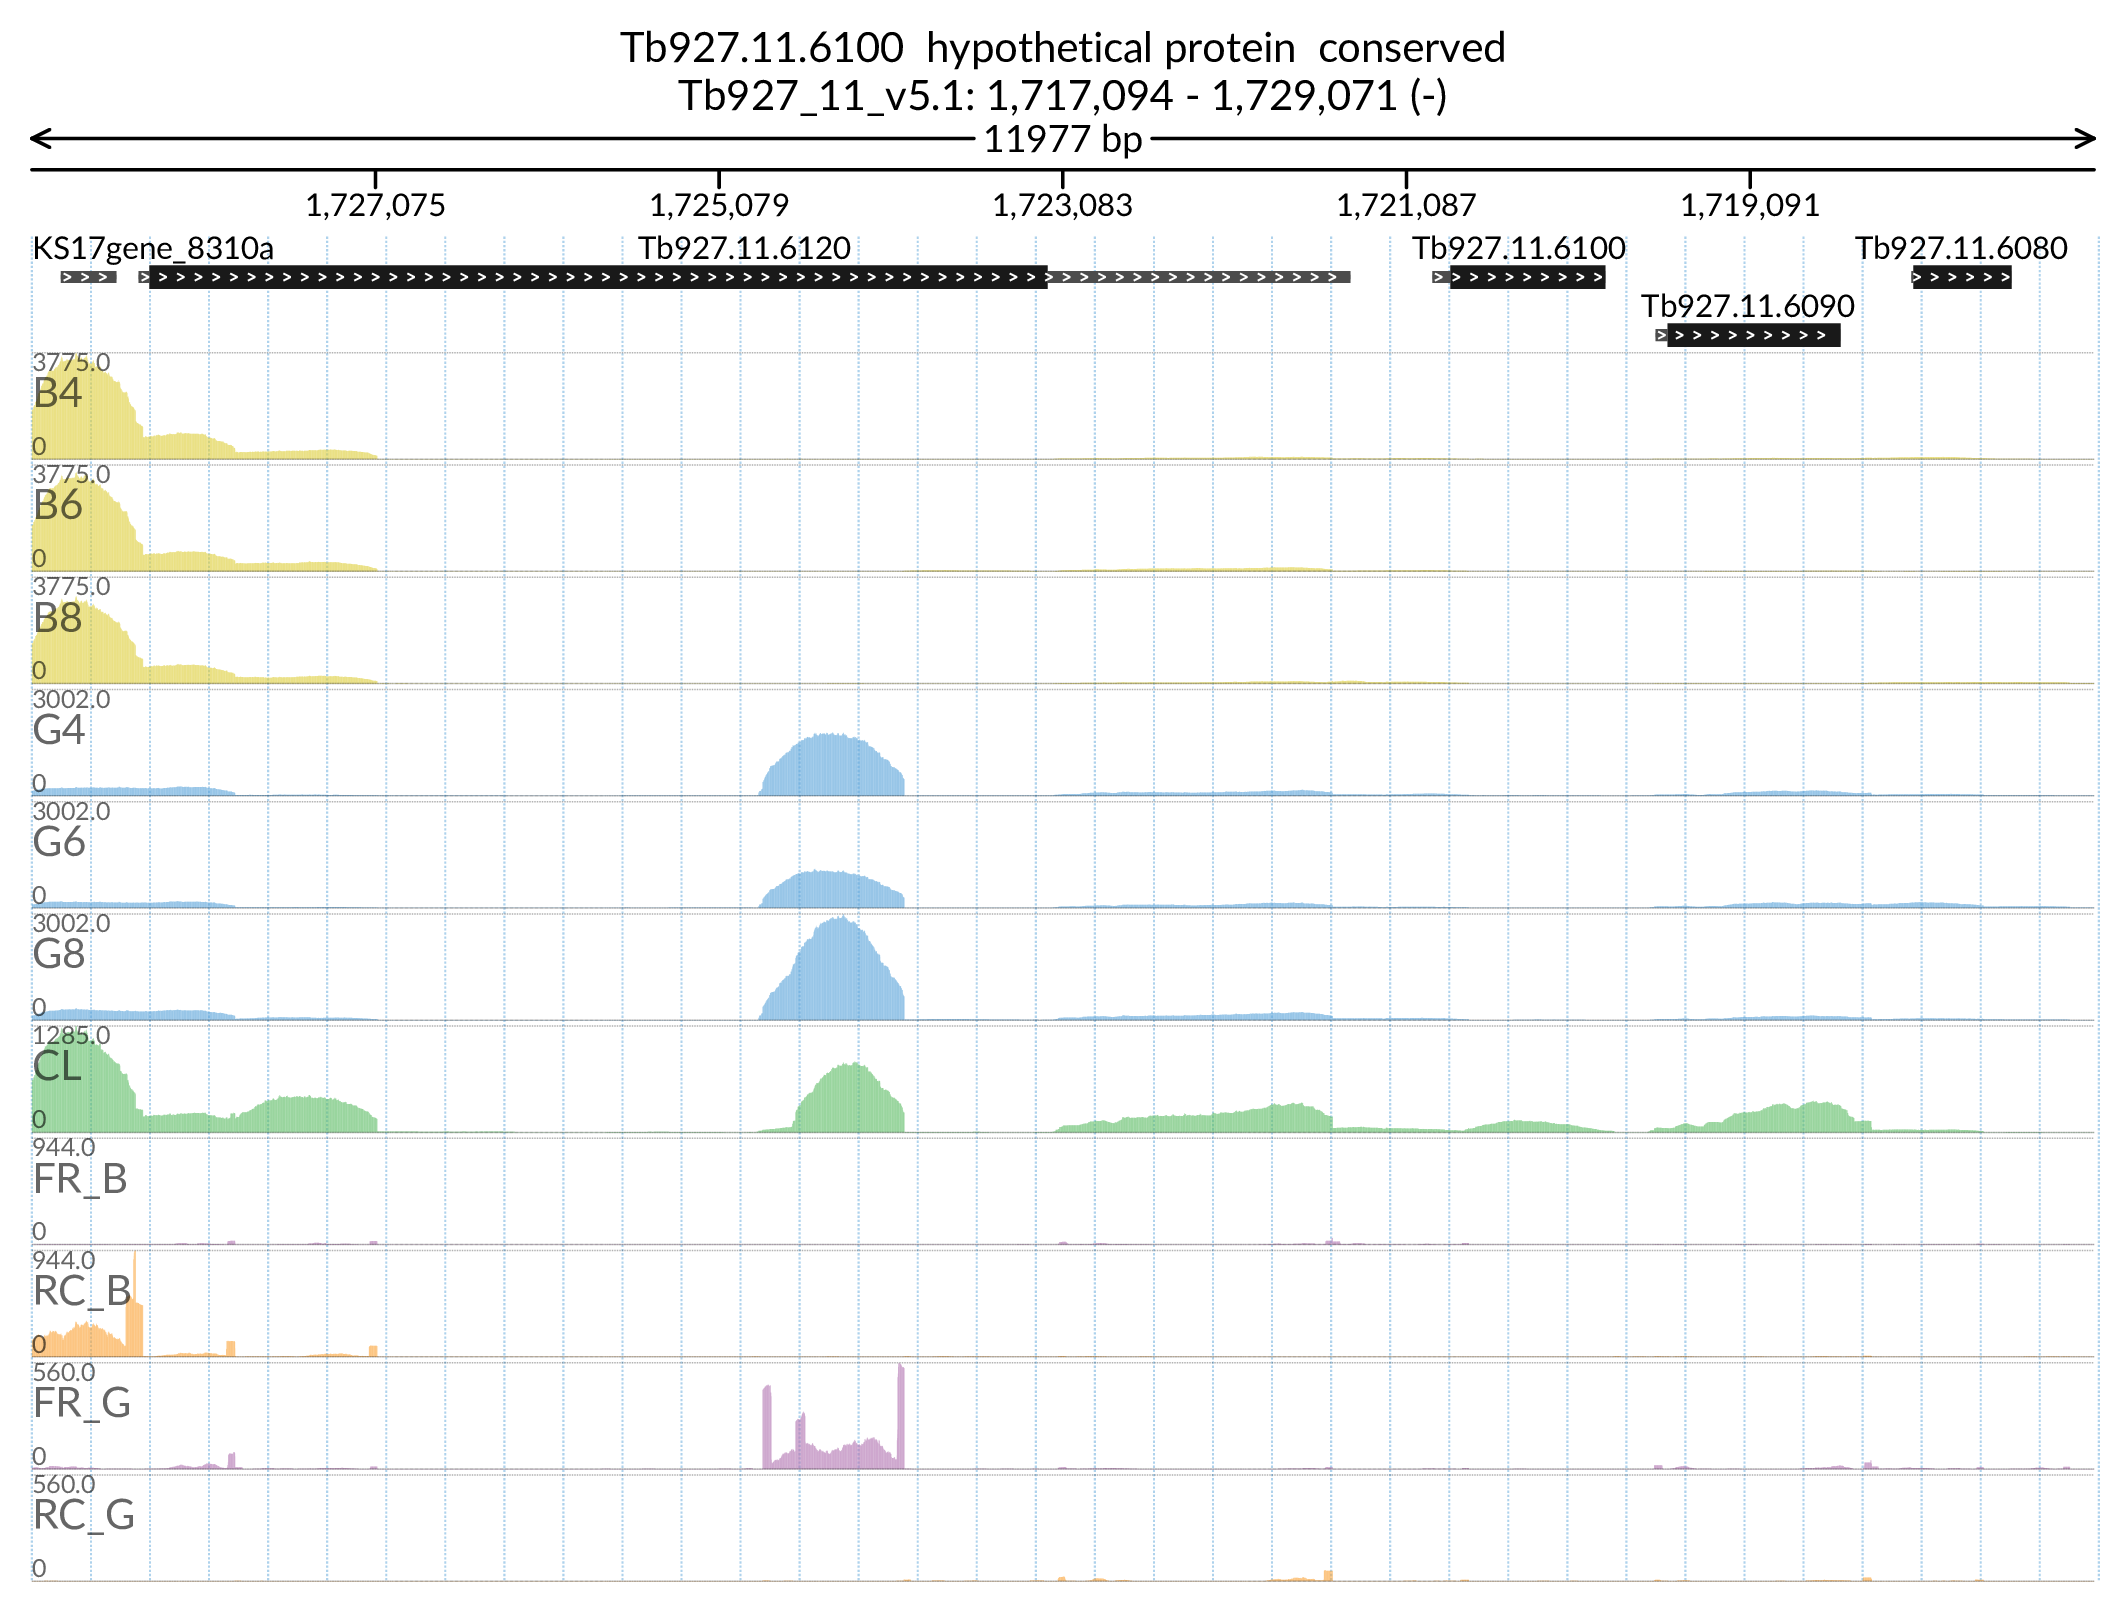 Tb927.11.6100 hypothetical protein conserved
Tb927_11_v5.1: 1,717,094 - 1,729,071 (-)
11977 bp
1,727,075 1,725,079 1,723,083 1,721,087 1,719,091
KS17gene_8310a Tb927.11.6120 Tb927.11.6100 Tb927.11.6080
Tb927.11.6090
3775.0
B4
0
3775.0
B6
0
3775.0
B8
0
3002.0
G4
0
3002.0
G6
0
3002.0
G8
0
1285.0
CL
0
944.0
FR_B
0
944.0
RC_B
0
560.0
FR_G
0
560.0
RC_G
0